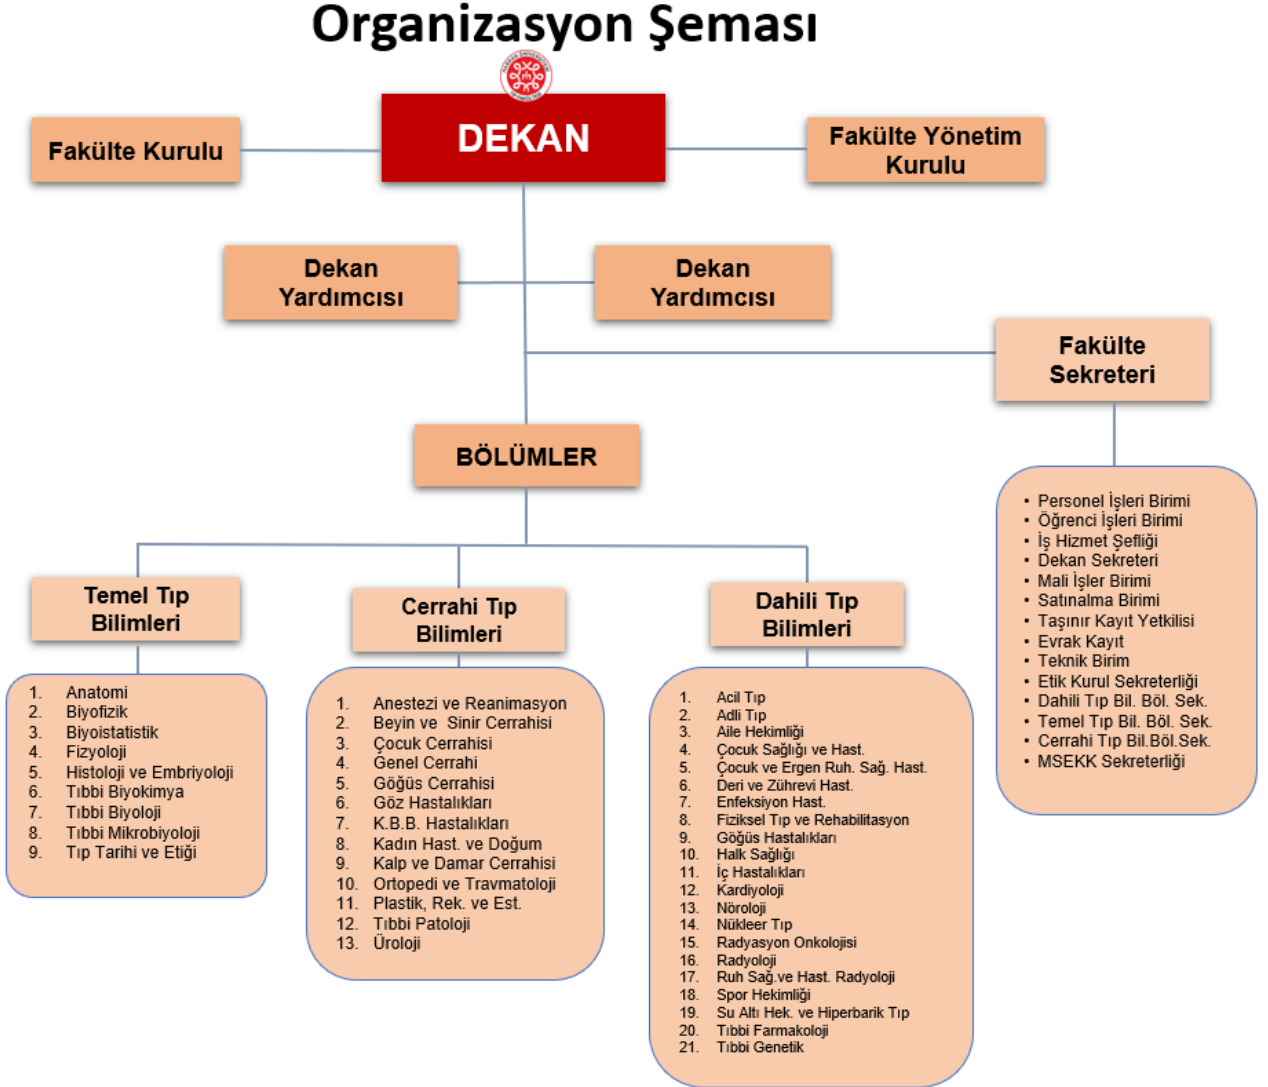 Organizasyon Şeması
DEKAN
Fakülte Kurulu
Fakülte Yönetim
Kurulu
Dekan
Yardımcısı
Dekan
Yardımcısı
Fakülte
Sekreteri
BÖLÜMLER
• Personel İşleri Birimi
• Öğrenci İşleri Birimi
• İş Hizmet Şefliği
• Dekan Sekreteri
• Mali İşler Birimi
• Satınalma Birimi
• Taşınır Kayıt Yetkilisi
• Evrak Kayıt
• Teknik Birim
• Etik Kurul Sekreterliği
• Dahili Tıp Bil. Böl. Sek.
• Temel Tıp Bil. Böl. Sek.
• Cerrahi Tıp Bil.Böl.Sek.
• MSEKK Sekreterliği
Temel Tıp
Bilimleri
1. Anatomi
2. Biyofizik
3. Biyoistatistik
4. Fizyoloji
5. Histoloji ve Embriyoloji
6. Tıbbi Biyokimya
7. Tıbbi Biyoloji
8. Tıbbi Mikrobiyoloji
9. Tıp Tarihi ve Etiği
Cerrahi Tıp
Bilimleri
1. Anestezi ve Reanimasyon
2. Beyin ve Sinir Cerrahisi
3. Çocuk Cerrahisi
4. Genel Cerrahi
5. Göğüs Cerrahisi
6. Göz Hastalıkları
7. K.B.B. Hastalıkları
8. Kadın Hast. ve Doğum
9. Kalp ve Damar Cerrahisi
10. Ortopedi ve Travmatoloji
11. Plastik, Rek. ve Est.
12. Tıbbi Patoloji
13. Üroloji
Dahili Tıp
Bilimleri
1. Acil Tıp
2. Adli Tıp
3. Aile Hekimliği
4. Çocuk Sağlığı ve Hast.
5. Çocuk ve Ergen Ruh. Sağ. Hast.
6. Deri ve Zührevi Hast.
7. Enfeksiyon Hast.
8. Fiziksel Tıp ve Rehabilitasyon
9. Göğüs Hastalıkları
10. Halk Sağlığı
11. İç Hastalıkları
12. Kardiyoloji
13. Nöroloji
14. Nükleer Tıp
15. Radyasyon Onkolojisi
16. Radyoloji
17. Ruh Sağ.ve Hast. Radyoloji
18. Spor Hekimliği
19. Su Altı Hek. ve Hiperbarik Tıp
20. Tıbbi Farmakoloji
21. Tıbbi Genetik